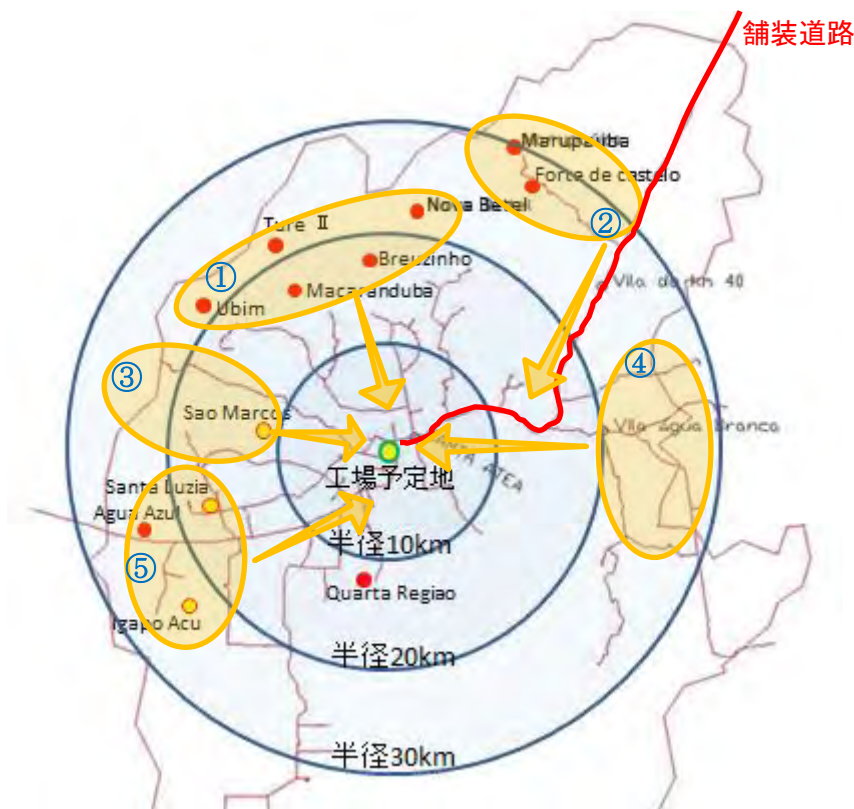 舗装道路
Forte de castelo
②
Ture Ⅱ
Breuzinho
①
Vila do km 40
Macaranduba
Ubim
④
③
Sao Marcos
Vila Agua Branca
工場予定地
Santa Luzia
Agua Azul
半径10km
⑤
Quarta Regiao
Igapo Acu
半径20km
半径30km